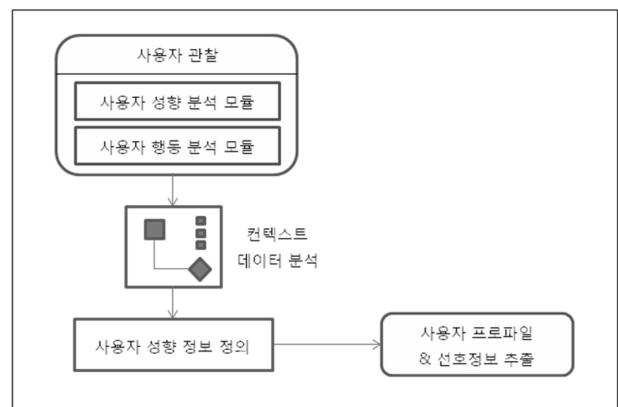 사용자 관찰
사용자 성향 분석 모듈
사용자 행동 분석 모듈
컨텍스트
데이터 분석
사용자 성향 정보 정의
사용자 프로파일
& 선호정보 추출